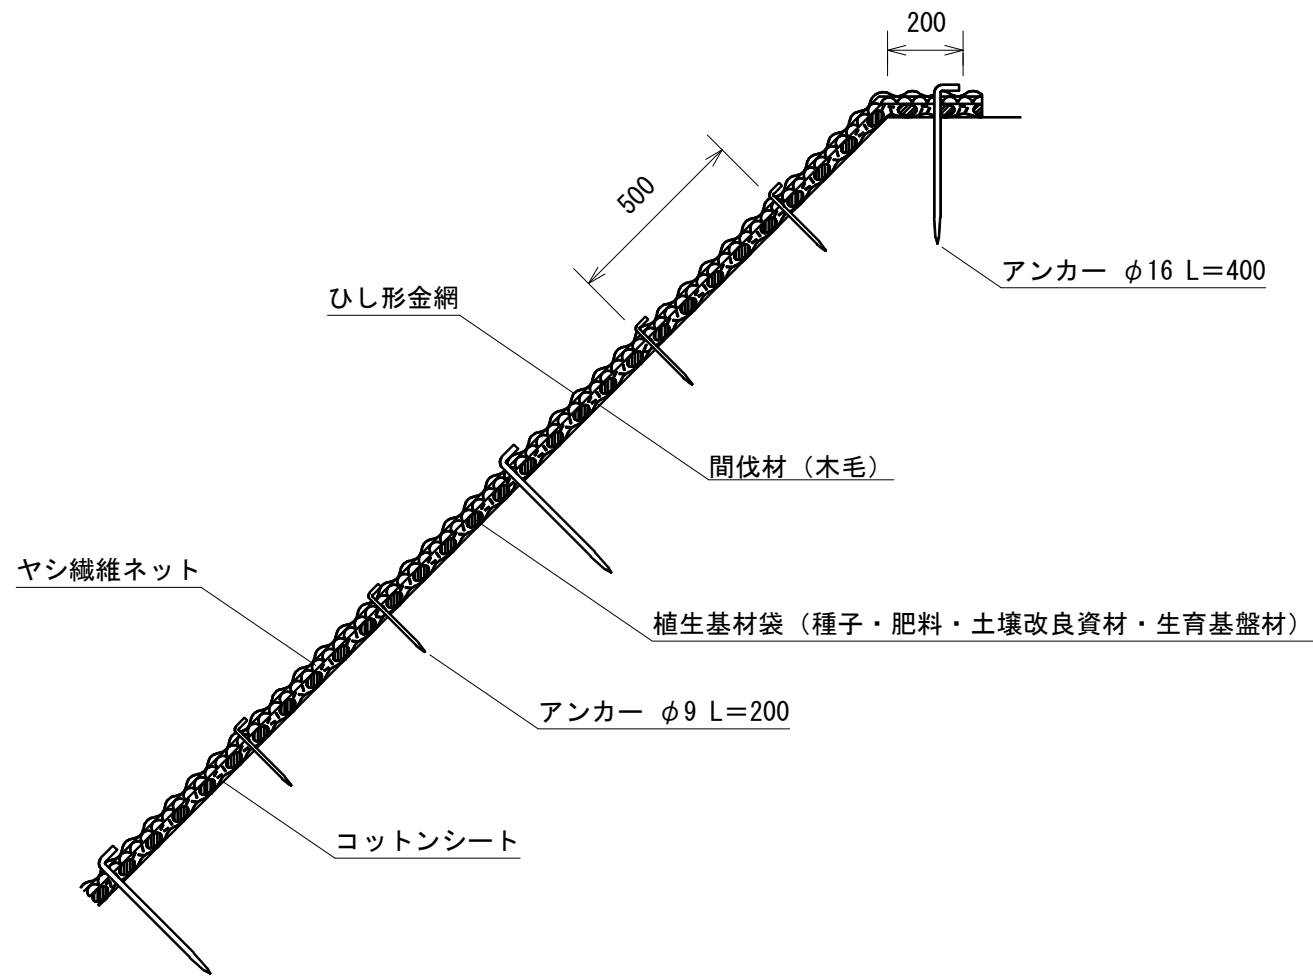 200
500
アンカー φ16 L=400
ひし形金網
間伐材（木毛）
ヤシ繊維ネット
植生基材袋（種子・肥料・土壌改良資材・生育基盤材）
アンカー φ9 L=200
コットンシート